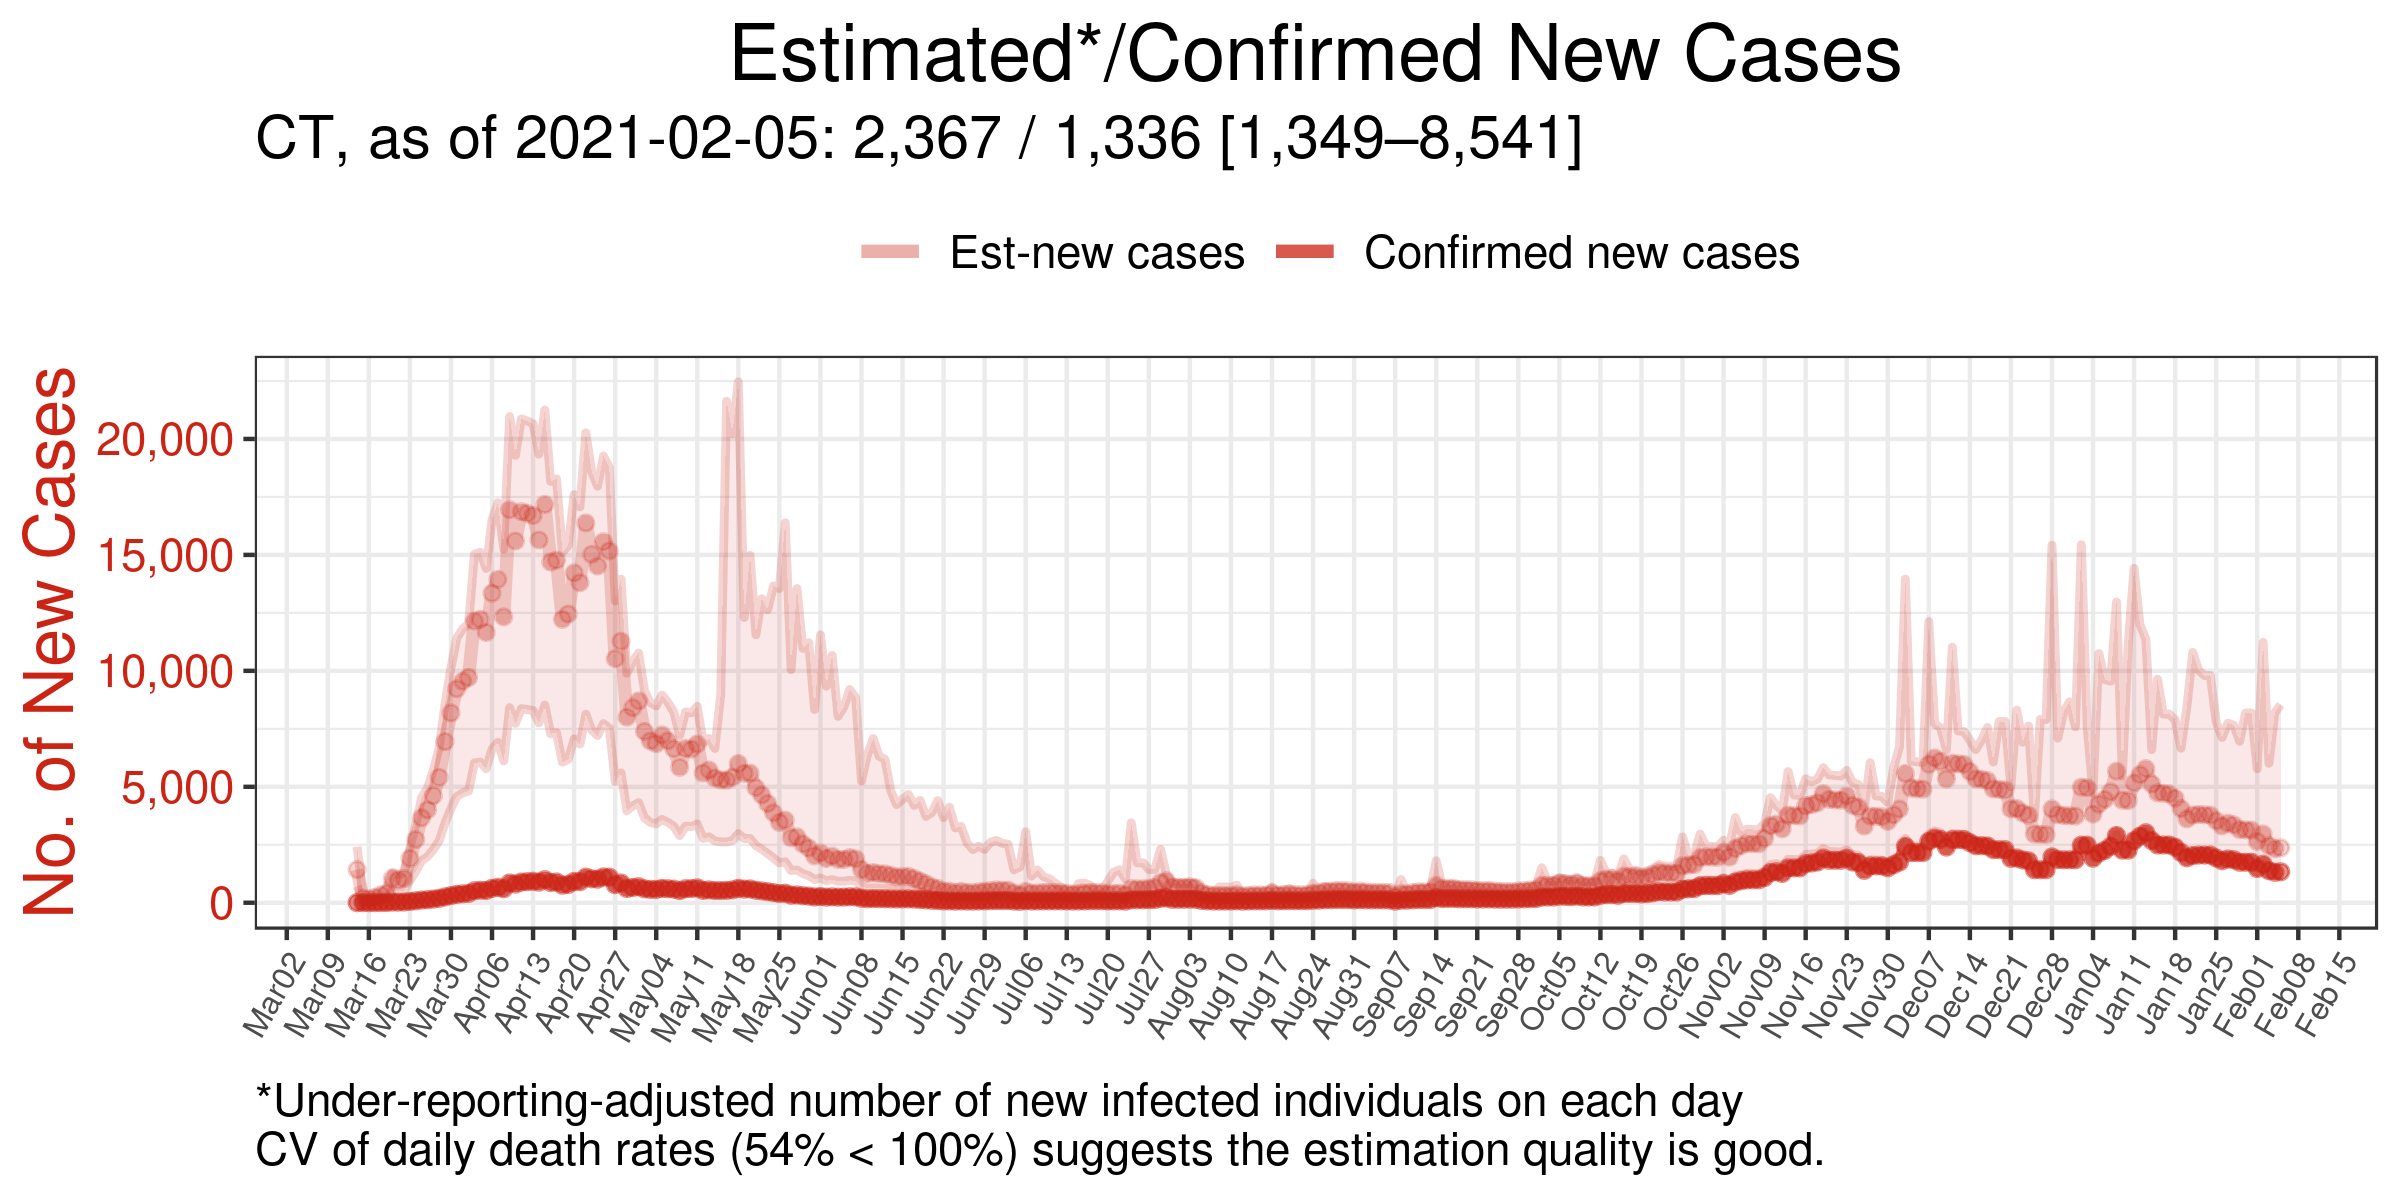 Estimated*/Confirmed New Cases
CT, as of 2021-02-05: 2,367 / 1,336 [1,349–8,541]
Est-new cases
Confirmed new cases
No. of New Cases
20,000
15,000
10,000
5,000
0
Mar02
Mar09
Mar16
Mar23
Mar30
Apr06
Apr13
Apr20
Apr27
May04
May11
May18
May25
Jun01
Jun08
Jun15
Jun22
Jun29
Jul06
Jul13
Jul20
Jul27
Aug03
Aug10
Aug17
Aug24
Aug31
Sep07
Sep14
Sep21
Sep28
Oct05
Oct12
Oct19
Oct26
Nov02
Nov09
Nov16
Nov23
Nov30
Dec07
Dec14
Dec21
Dec28
Jan04
Jan11
Jan18
Jan25
Feb01
Feb08
Feb15
*Under-reporting-adjusted number of new infected individuals on each day
CV of daily death rates (54% < 100%) suggests the estimation quality is good.